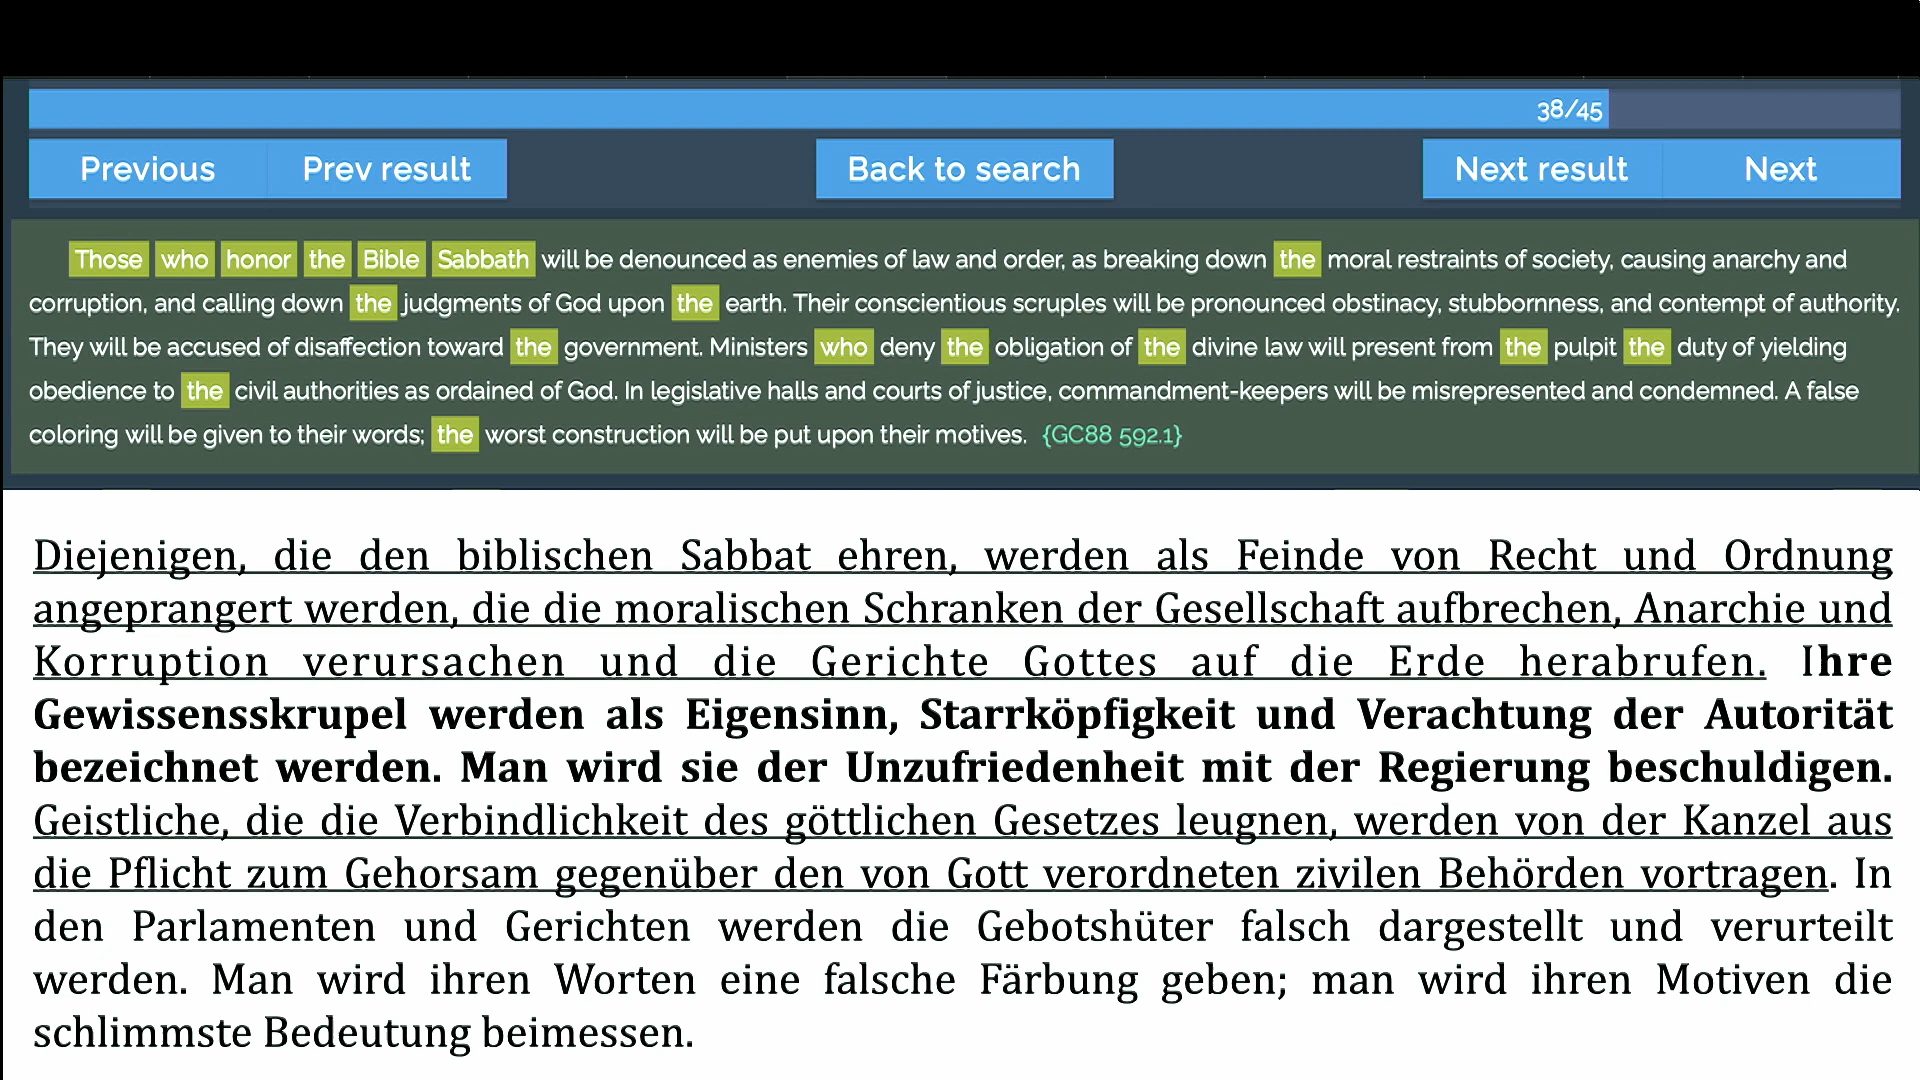 38/45
Previous Prev result Back to search Next result Next
Those who honor the Bible Sabbath will be denounced as enemies of law and order, as breaking down the moral restraints of society, causing anarchy and
corruption, and calling down the judgments of God upon the earth. Their conscientious scruples will be pronounced obstinacy, stubbornness, and contempt of authority.
They will be accused of disaffection toward the government. Ministers who deny the obligation of the divine law will present from the pulpit the duty of yielding
obedience to the civil authorities as ordained of God. In legislative halls and courts of justice, commandment-keepers will be misrepresented and condemned. A false
coloring will be given to their words; the worst construction will be put upon their motives. {GC88 592.1}
Diejenigen, die den biblischen Sabbat ehren, werden als Feinde von Recht und Ordnung
angeprangert werden, die die moralischen Schranken der Gesellschaft aufbrechen, Anarchie und
Korruption verursachen und die Gerichte Gottes auf die Erde herabrufen. Ihre
Gewissensskrupel werden als Eigensinn, Starrköpfigkeit und Verachtung der Autorität
bezeichnet werden. Man wird sie der Unzufriedenheit mit der Regierung beschuldigen.
Geistliche, die die Verbindlichkeit des göttlichen Gesetzes leugnen, werden von der Kanzel aus
die Pflicht zum Gehorsam gegenüber den von Gott verordneten zivilen Behörden vortragen. In
den Parlamenten und Gerichten werden die Gebotshüter falsch dargestellt und verurteilt
werden. Man wird ihren Worten eine falsche Färbung geben; man wird ihren Motiven die
schlimmste Bedeutung beimessen.